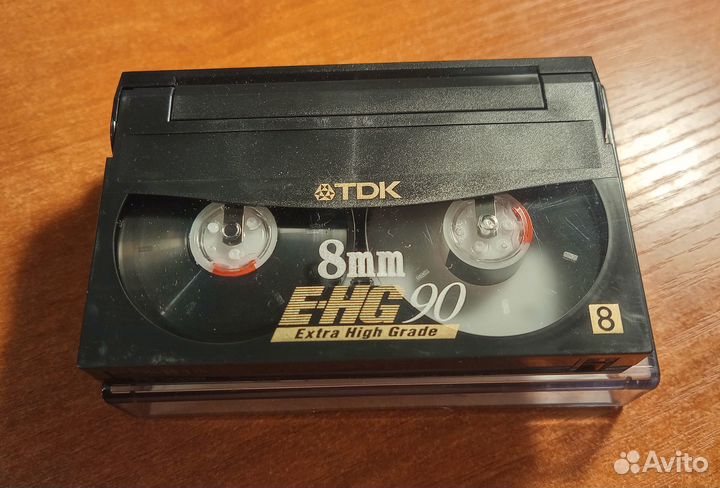 TDK
8mm
E-HG 90
Extra High Grade
8
Avito